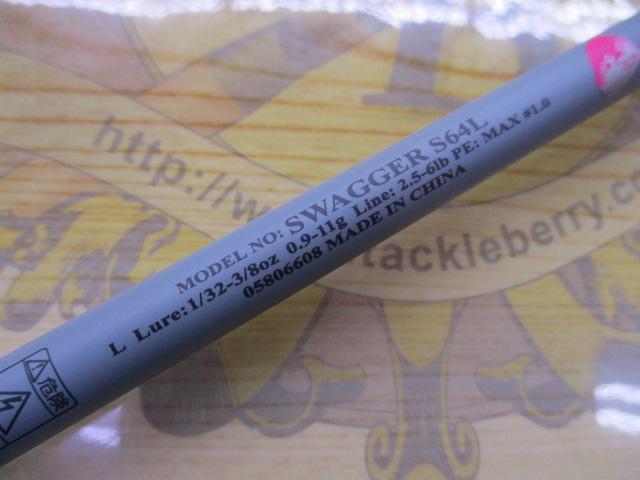 MODEL NO: SWAGGER S64L
L Lure:1/32-3/8oz 0.9-11g Line: 2.5-6lb PE: MAX #1.0
05806608 MADE IN CHINA
危険
http://w
tackleberry.co